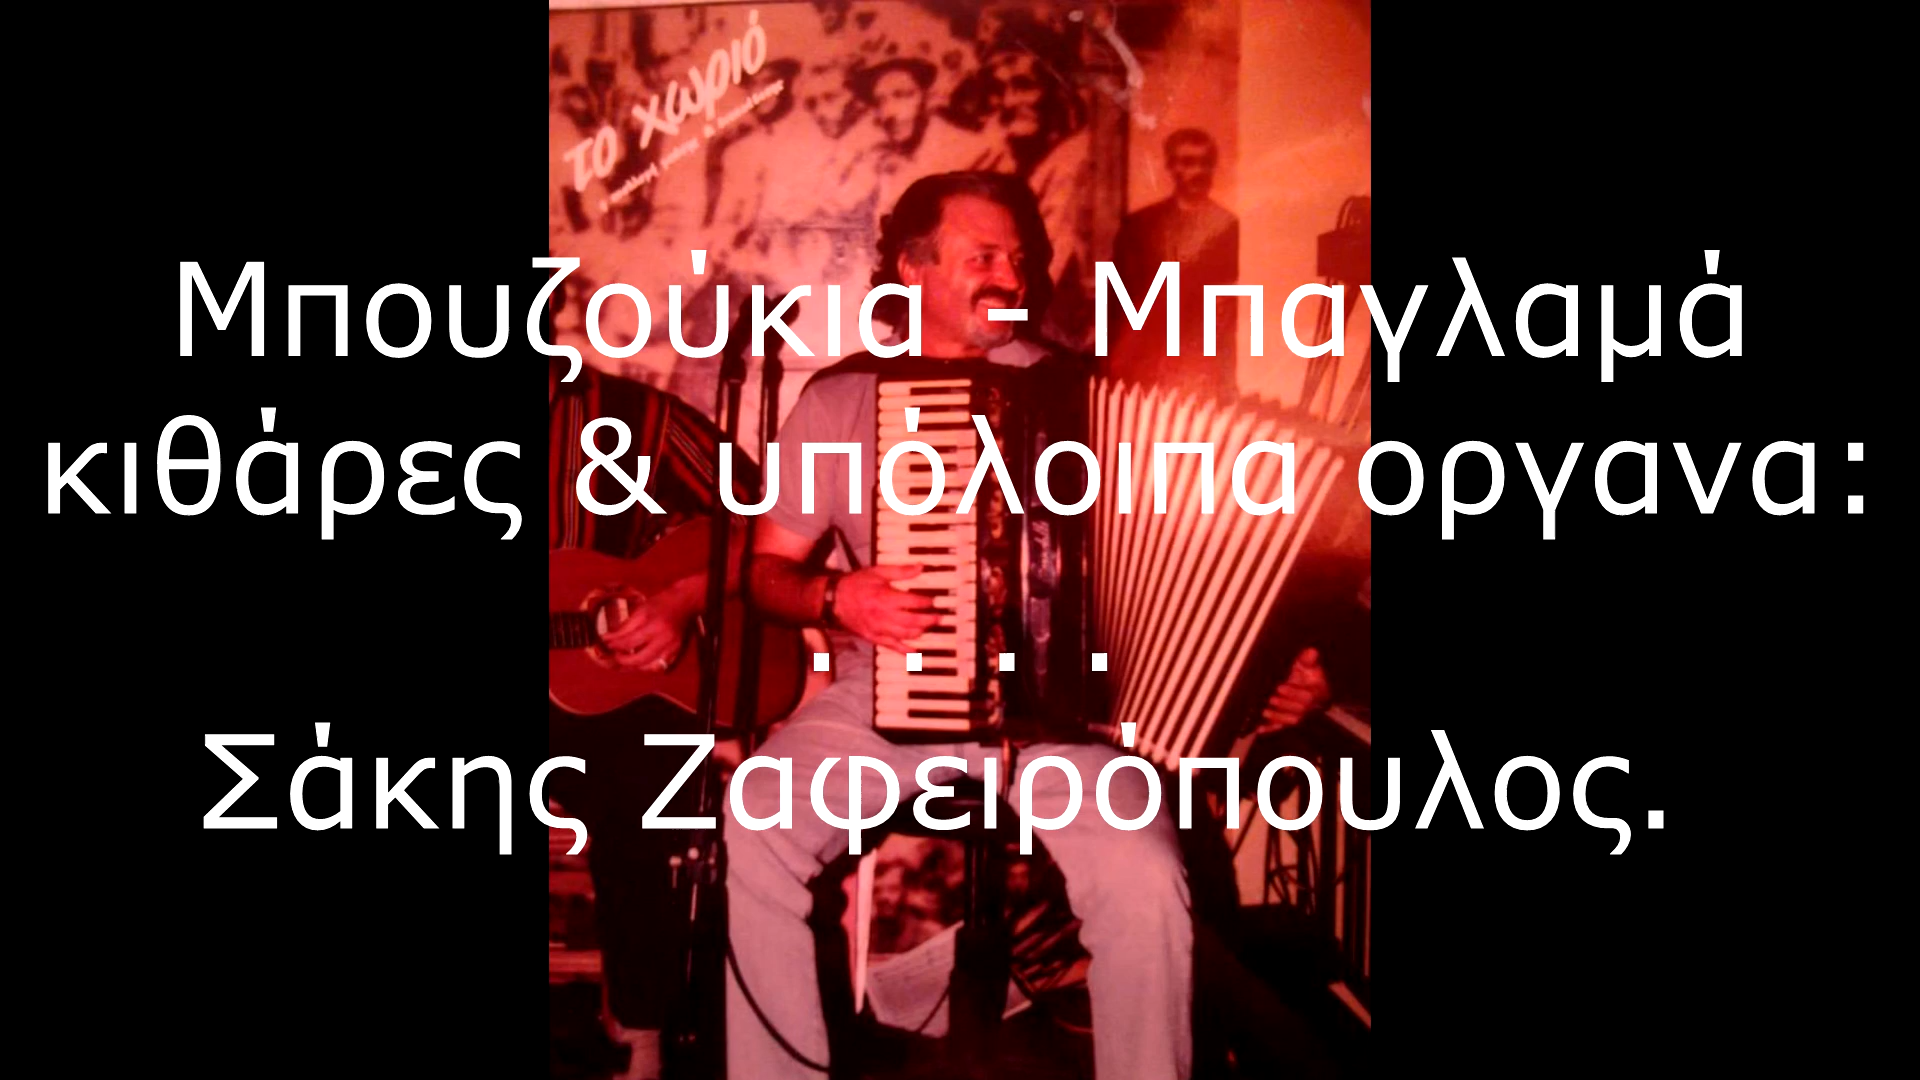 το χωριό
Μπουζούκια - Μπαγλαμά
κιθάρες & υπόλοιπα οργανα:
. . . .
Σάκης Ζαφειρόπουλος.